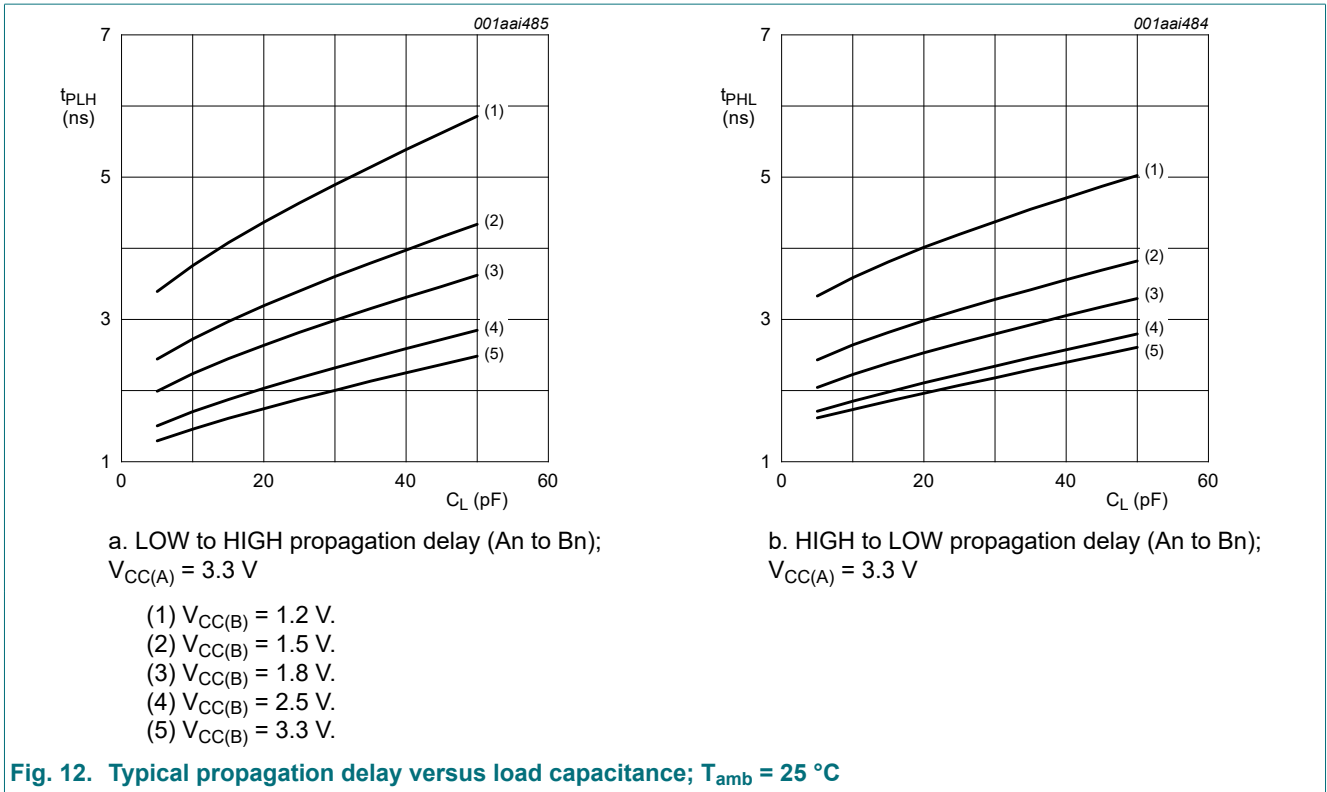 001aai485
7
tPLH
(ns)
(1)
5
(2)
(3)
3
(4)
(5)
1
0
20
40
60
CL (pF)
a. LOW to HIGH propagation delay (An to Bn);
VCC(A) = 3.3 V
(1) VCC(B) = 1.2 V.
(2) VCC(B) = 1.5 V.
(3) VCC(B) = 1.8 V.
(4) VCC(B) = 2.5 V.
(5) VCC(B) = 3.3 V.
001aai484
7
tPHL
(ns)
(1)
5
(2)
(3)
3
(4)
(5)
1
0
20
40
60
CL (pF)
b. HIGH to LOW propagation delay (An to Bn);
VCC(A) = 3.3 V
Fig. 12. Typical propagation delay versus load capacitance; Tamb = 25 °C